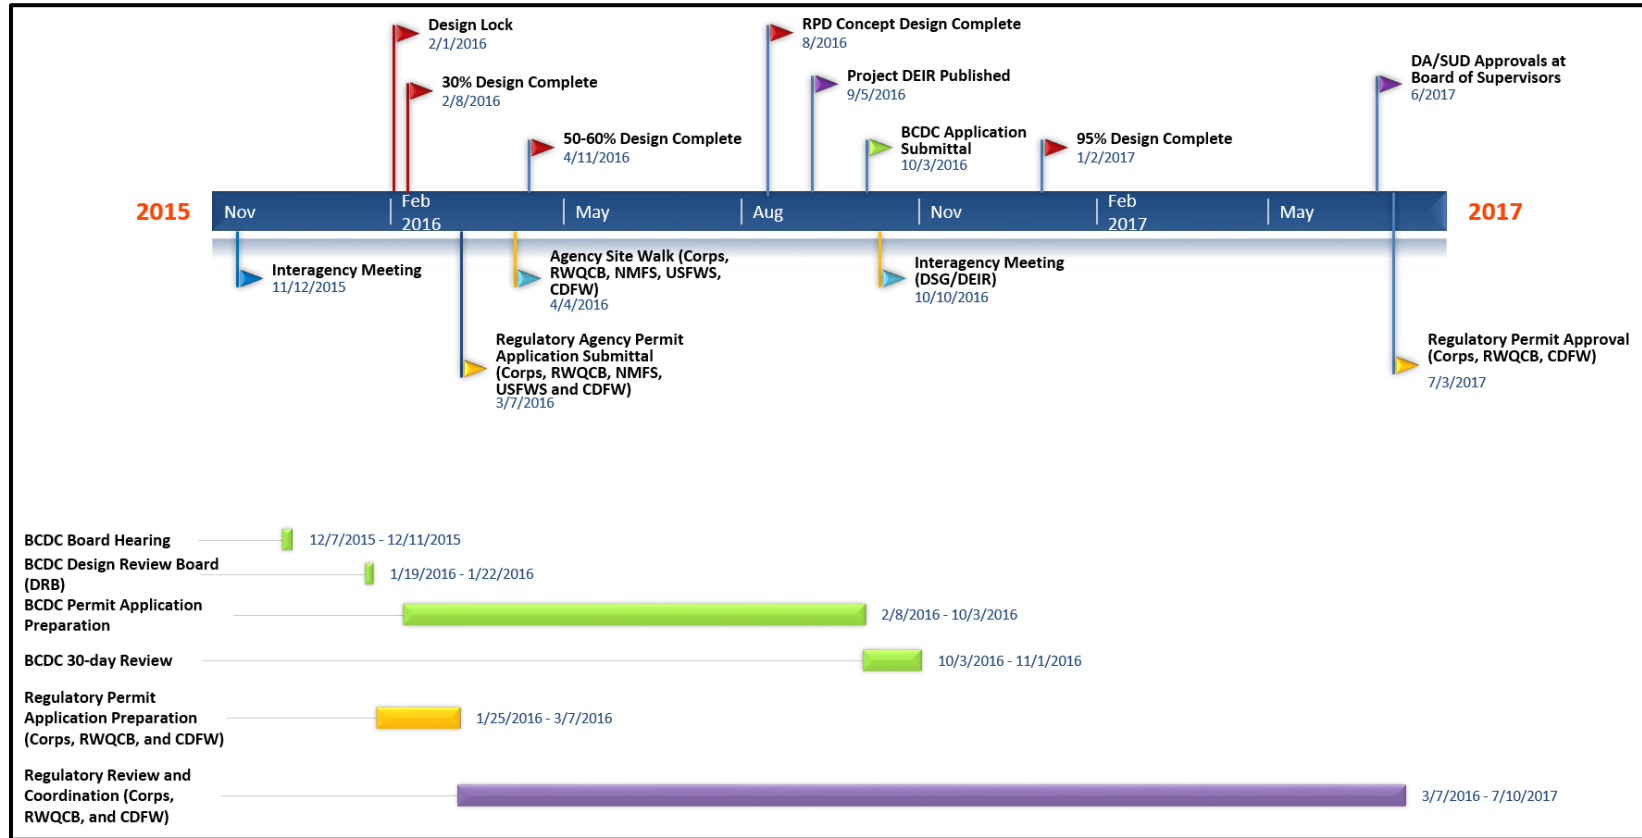 Design Lock
2/1/2016
30% Design Complete
2/8/2016
50-60% Design Complete
4/11/2016
RPD Concept Design Complete
8/2016
Project DEIR Published
9/5/2016
BCDC Application
Submittal
10/3/2016
95% Design Complete
1/2/2017
DA/SUD Approvals at
Board of Supervisors
6/2017
2015
Nov
Feb
2016
May
Aug
Nov
Feb
2017
May
2017
Interagency Meeting
11/12/2015
Agency Site Walk (Corps,
RWQCB, NMFS, USFWS,
CDFW)
4/4/2016
Interagency Meeting
(DSG/DEIR)
10/10/2016
Regulatory Agency Permit
Application Submittal
(Corps, RWQCB, NMFS,
USFWS and CDFW)
3/7/2016
Regulatory Permit Approval
(Corps, RWQCB, CDFW)
7/3/2017
BCDC Board Hearing
12/7/2015 - 12/11/2015
BCDC Design Review Board
(DRB)
1/19/2016 - 1/22/2016
BCDC Permit Application
Preparation
2/8/2016 - 10/3/2016
BCDC 30-day Review
10/3/2016 - 11/1/2016
Regulatory Permit
Application Preparation
(Corps, RWQCB, and CDFW)
1/25/2016 - 3/7/2016
Regulatory Review and
Coordination (Corps,
RWQCB, and CDFW)
3/7/2016 - 7/10/2017